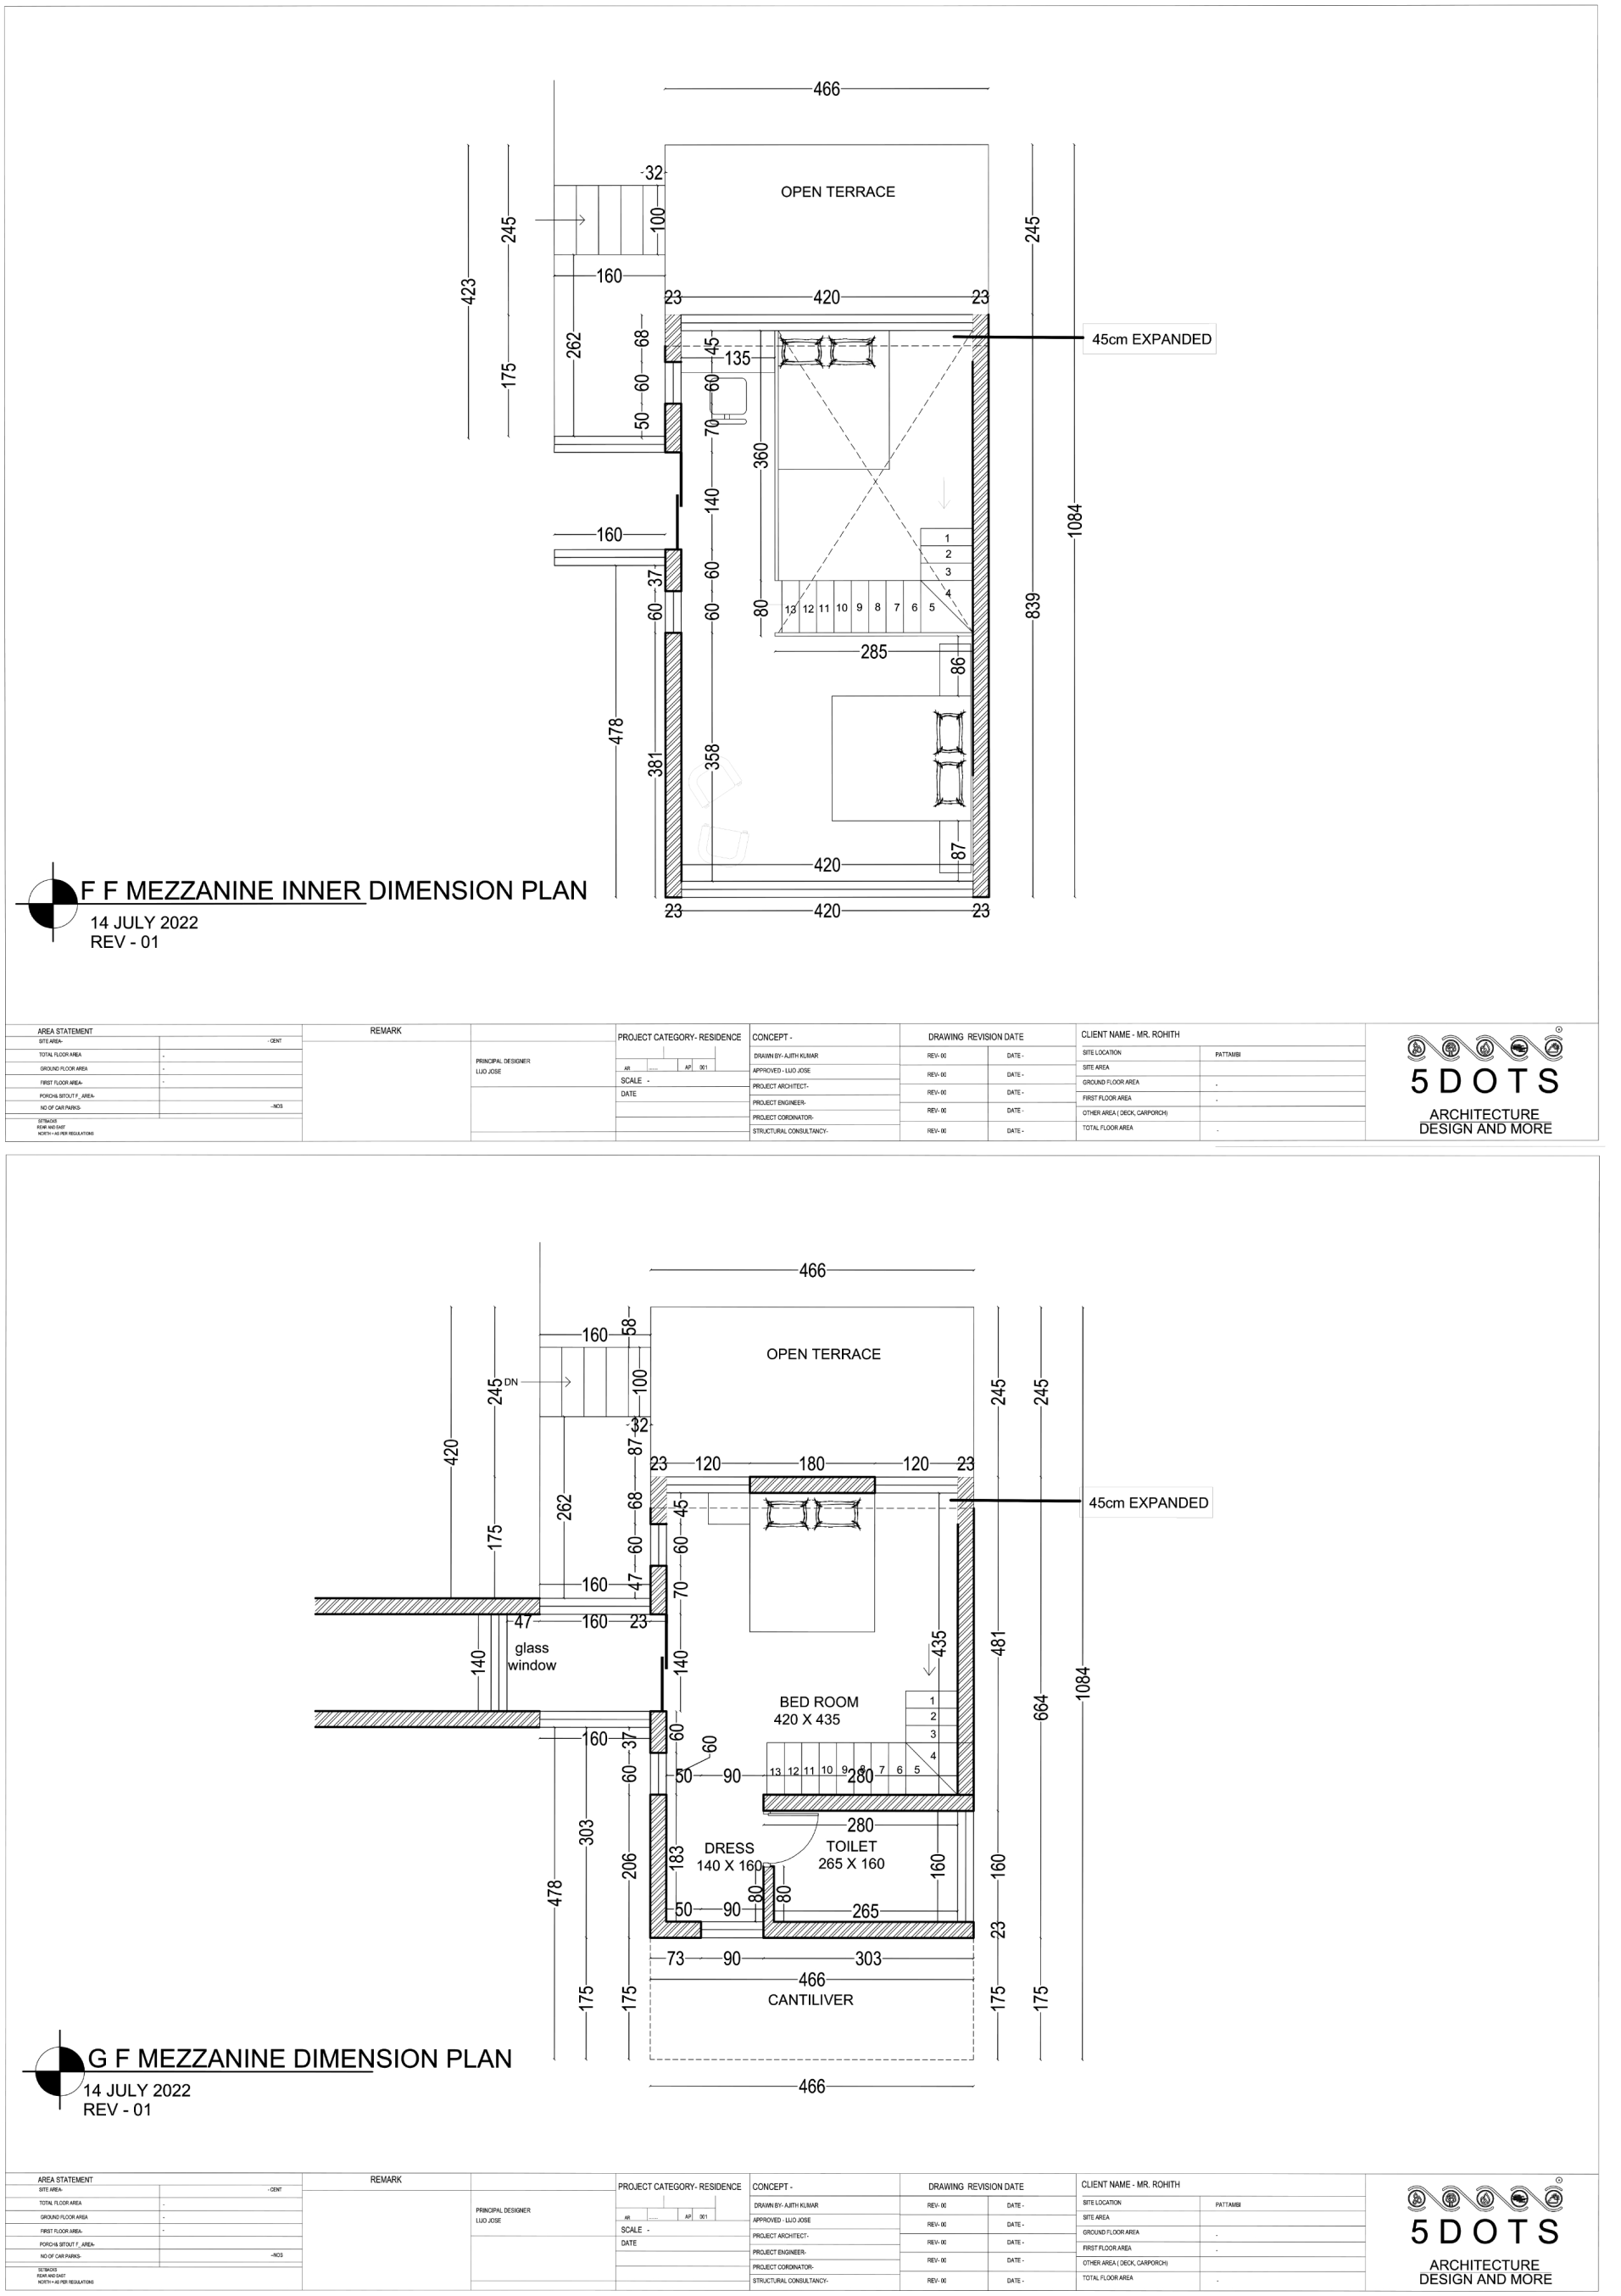 466
OPEN TERRACE
32
100
245
245
423
160
23
420
23
45cm EXPANDED
68
45
262
135
175
60
60
50
70
360
140
1084
160
1
2
3
4
37
60
839
60
60
80
13 12 11 10 9 8 7 6 5
285
86
478
381
358
87
420
23
420
23
F F MEZZANINE INNER DIMENSION PLAN
14 JULY 2022
REV - 01
AREA STATEMENT
SITE AREA-
- CENT
TOTAL FLOOR AREA
-
GROUND FLOOR AREA
-
FIRST FLOOR AREA-
-
PORCH& SITOUT F_ AREA-
NO OF CAR PARKS-
-NOS
SETBACKS
REAR AND EAST
NORTH = AS PER REGULATIONS
REMARK
PRINCIPAL DESIGNER
LIJO JOSE
PROJECT CATEGORY- RESIDENCE
AR
AP
001
SCALE -
DATE
CONCEPT -
DRAWN BY- AJITH KUMAR
APPROVED - LIJO JOSE
PROJECT ARCHITECT-
PROJECT ENGINEER-
PROJECT CORDINATOR-
STRUCTURAL CONSULTANCY-
DRAWING REVISION DATE
REV- 00
DATE -
REV- 00
DATE -
REV- 00
DATE -
REV- 00
DATE -
REV- 00
DATE -
CLIENT NAME - MR. ROHITH
SITE LOCATION
PATTAMBI
SITE AREA
GROUND FLOOR AREA
-
FIRST FLOOR AREA
-
OTHER AREA ( DECK, CARPORCH)
TOTAL FLOOR AREA
-
5 D O T S
ARCHITECTURE
DESIGN AND MORE
466
160
58
OPEN TERRACE
245
DN
100
245
245
32
420
87
23
120
180
120
23
45cm EXPANDED
68
45
262
175
60
60
47
160
70
47
160
23
glass
window
140
140
435
481
1084
BED ROOM
420 X 435
1
2
3
4
664
160
37
60
60
60
50
90
13 12 11 10 9 8 7 6 5
280
280
303
DRESS
140 X 160
TOILET
265 X 160
183
206
160
160
80
80
478
50
90
265
23
73
90
303
466
CANTILIVER
175
175
175
175
466
G F MEZZANINE DIMENSION PLAN
14 JULY 2022
REV - 01
AREA STATEMENT
SITE AREA-
- CENT
TOTAL FLOOR AREA
-
GROUND FLOOR AREA
-
FIRST FLOOR AREA-
-
PORCH& SITOUT F_ AREA-
NO OF CAR PARKS-
-NOS
SETBACKS
REAR AND EAST
NORTH = AS PER REGULATIONS
REMARK
PRINCIPAL DESIGNER
LIJO JOSE
PROJECT CATEGORY- RESIDENCE
AR
AP
001
SCALE -
DATE
CONCEPT -
DRAWN BY- AJITH KUMAR
APPROVED - LIJO JOSE
PROJECT ARCHITECT-
PROJECT ENGINEER-
PROJECT CORDINATOR-
STRUCTURAL CONSULTANCY-
DRAWING REVISION DATE
REV- 00
DATE -
REV- 00
DATE -
REV- 00
DATE -
REV- 00
DATE -
REV- 00
DATE -
CLIENT NAME - MR. ROHITH
SITE LOCATION
PATTAMBI
SITE AREA
GROUND FLOOR AREA
-
FIRST FLOOR AREA
-
OTHER AREA ( DECK, CARPORCH)
TOTAL FLOOR AREA
-
5 D O T S
ARCHITECTURE
DESIGN AND MORE